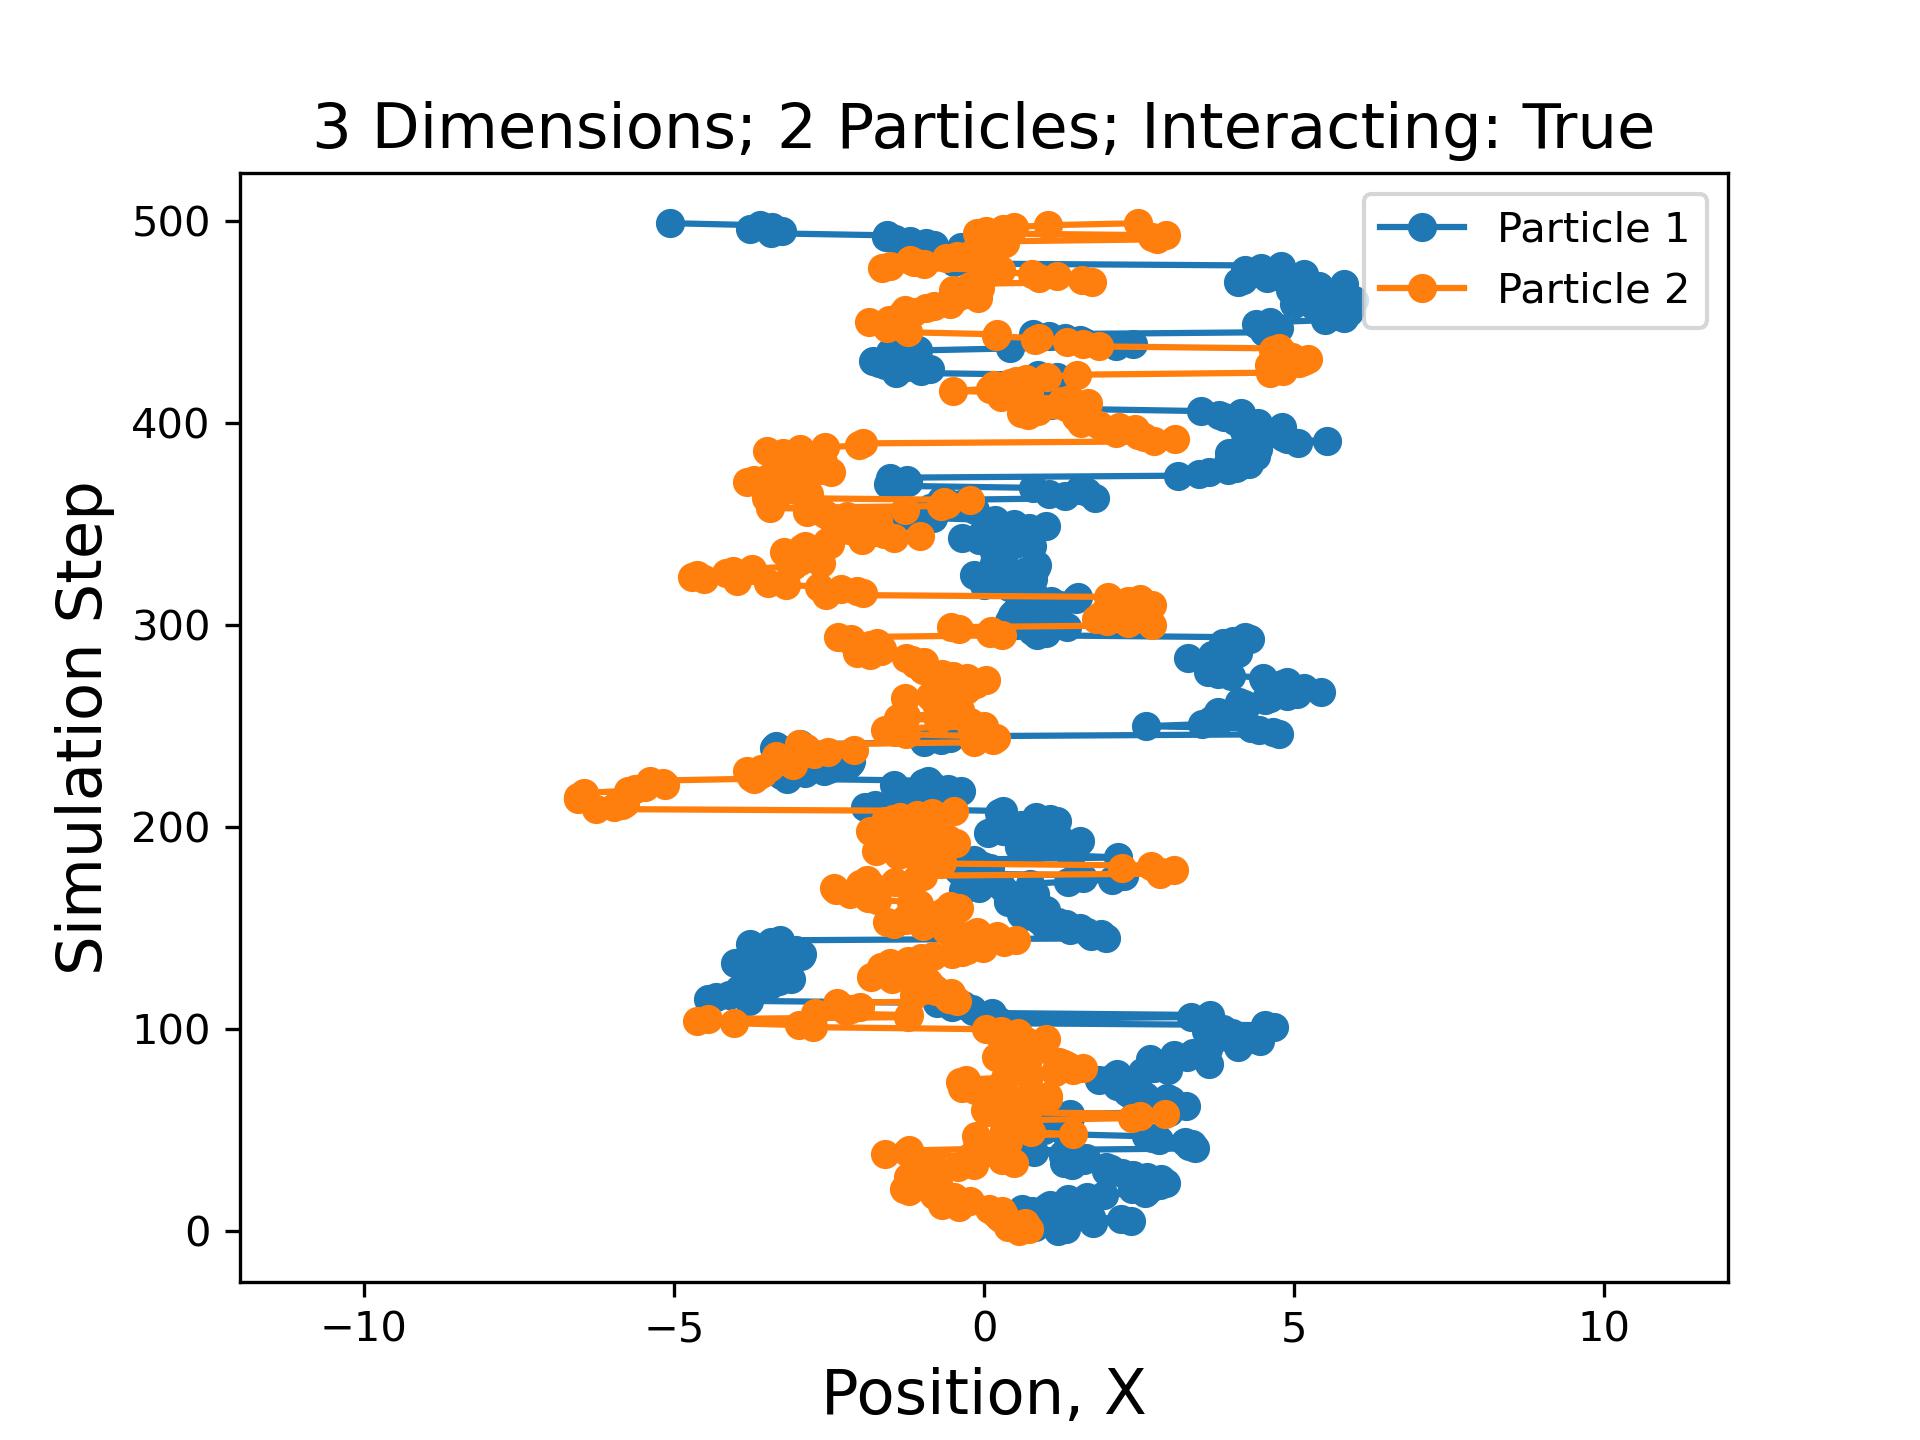 3 Dimensions; 2 Particles; Interacting: True
Particle 1
Particle 2
500
400
300
200
100
0
Simulation Step
−10
−5
0
5
10
Position, X